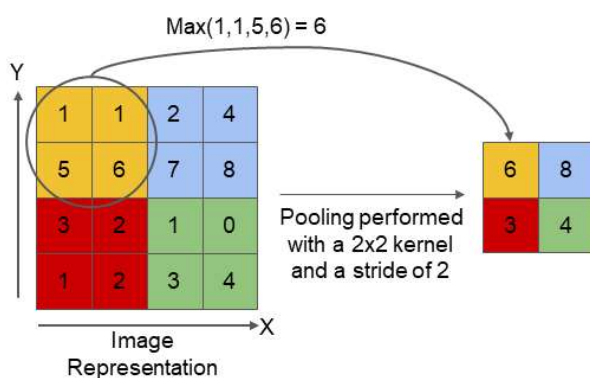 Max(1,1,5,6) = 6
Y
1 1 2 4
5 6 7 8
3 2 1 0
1 2 3 4
X
Image
Representation
Pooling performed
with a 2x2 kernel
and a stride of 2
6 8
3 4